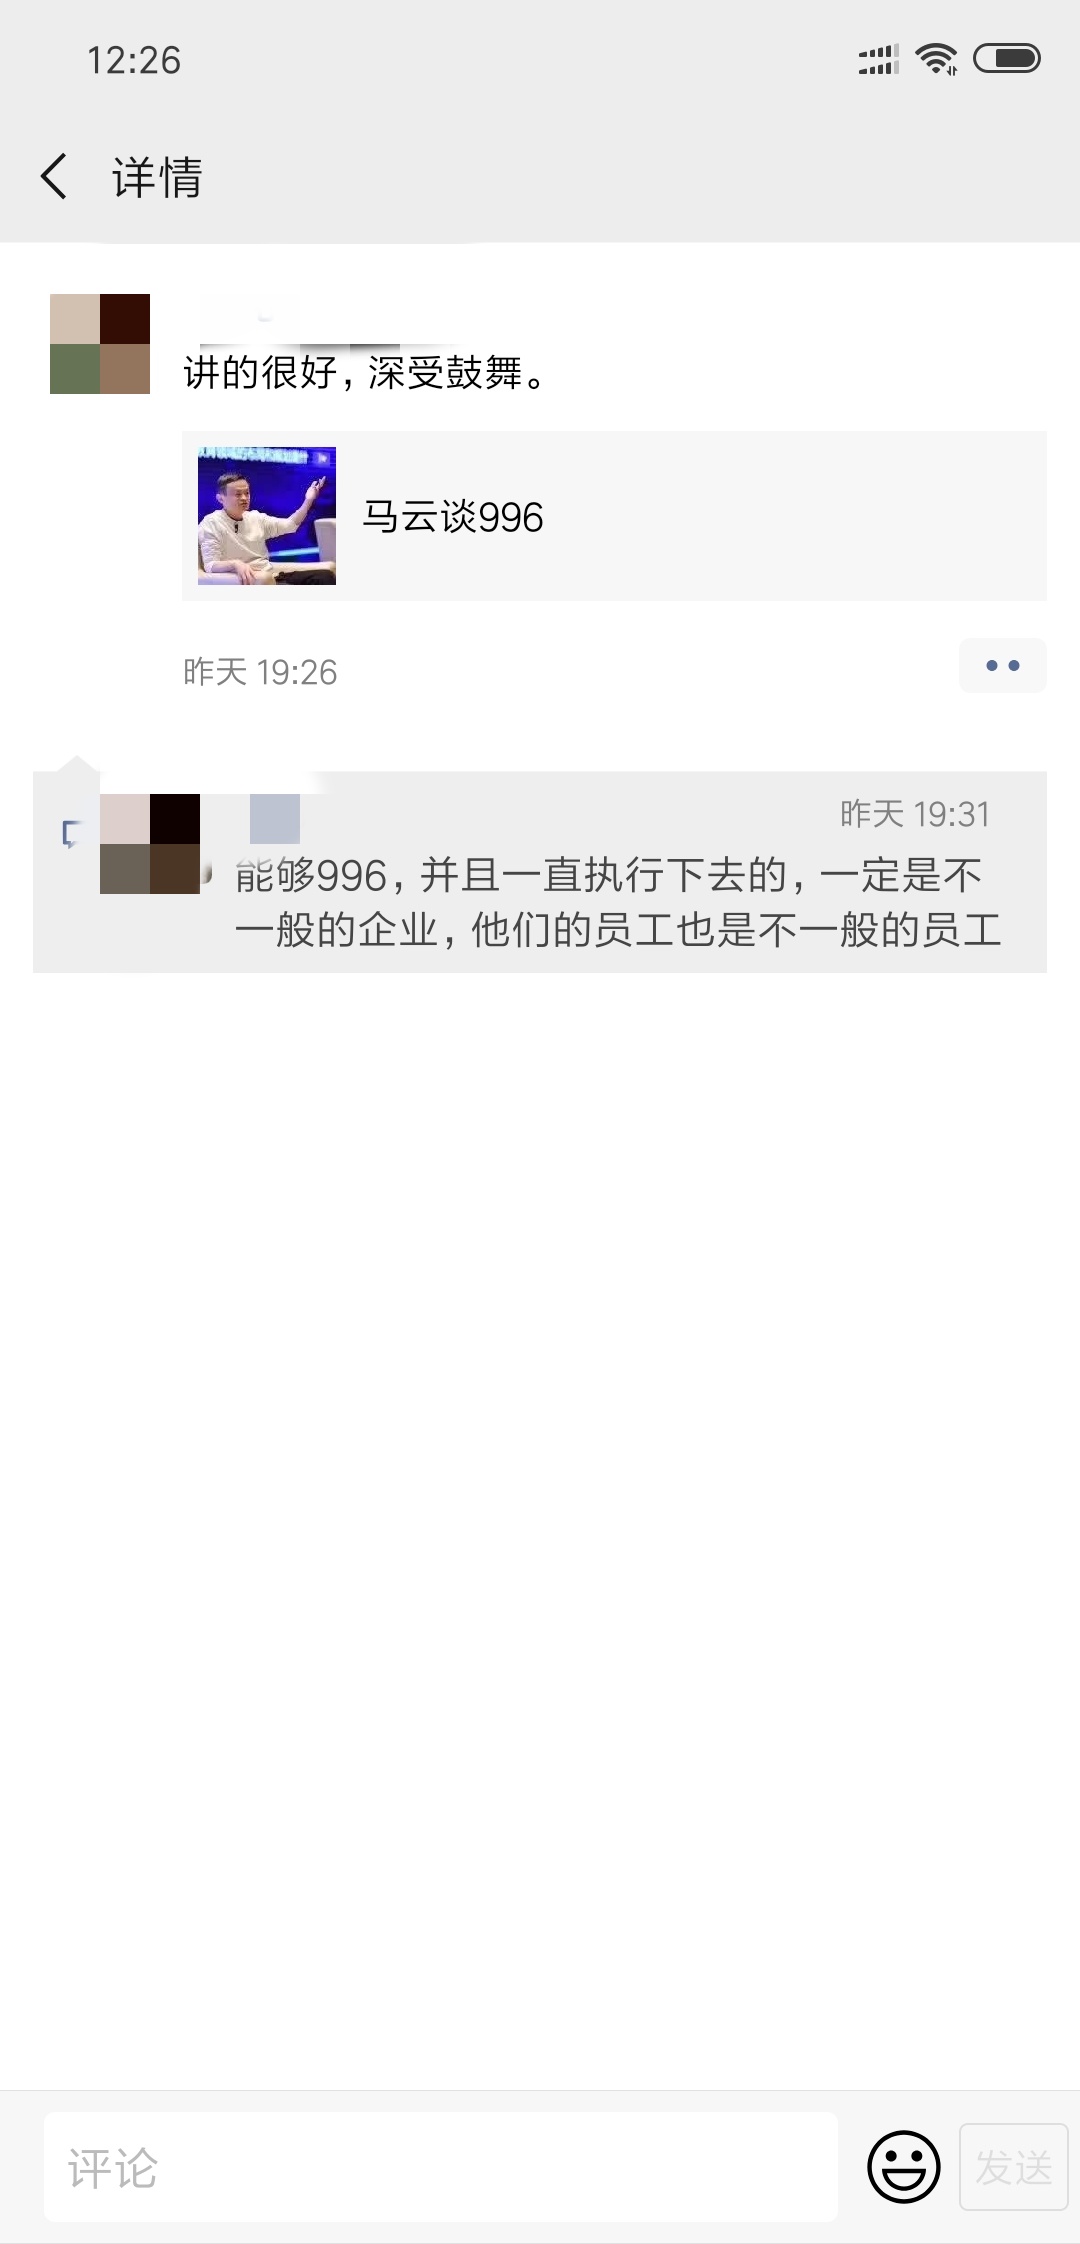 12:26
详情
讲的很好，深受鼓舞。
马云谈996
昨天 19:26
昨天 19:31
能够996，并且一直执行下去的，一定是不
一般的企业，他们的员工也是不一般的员工
评论
发送